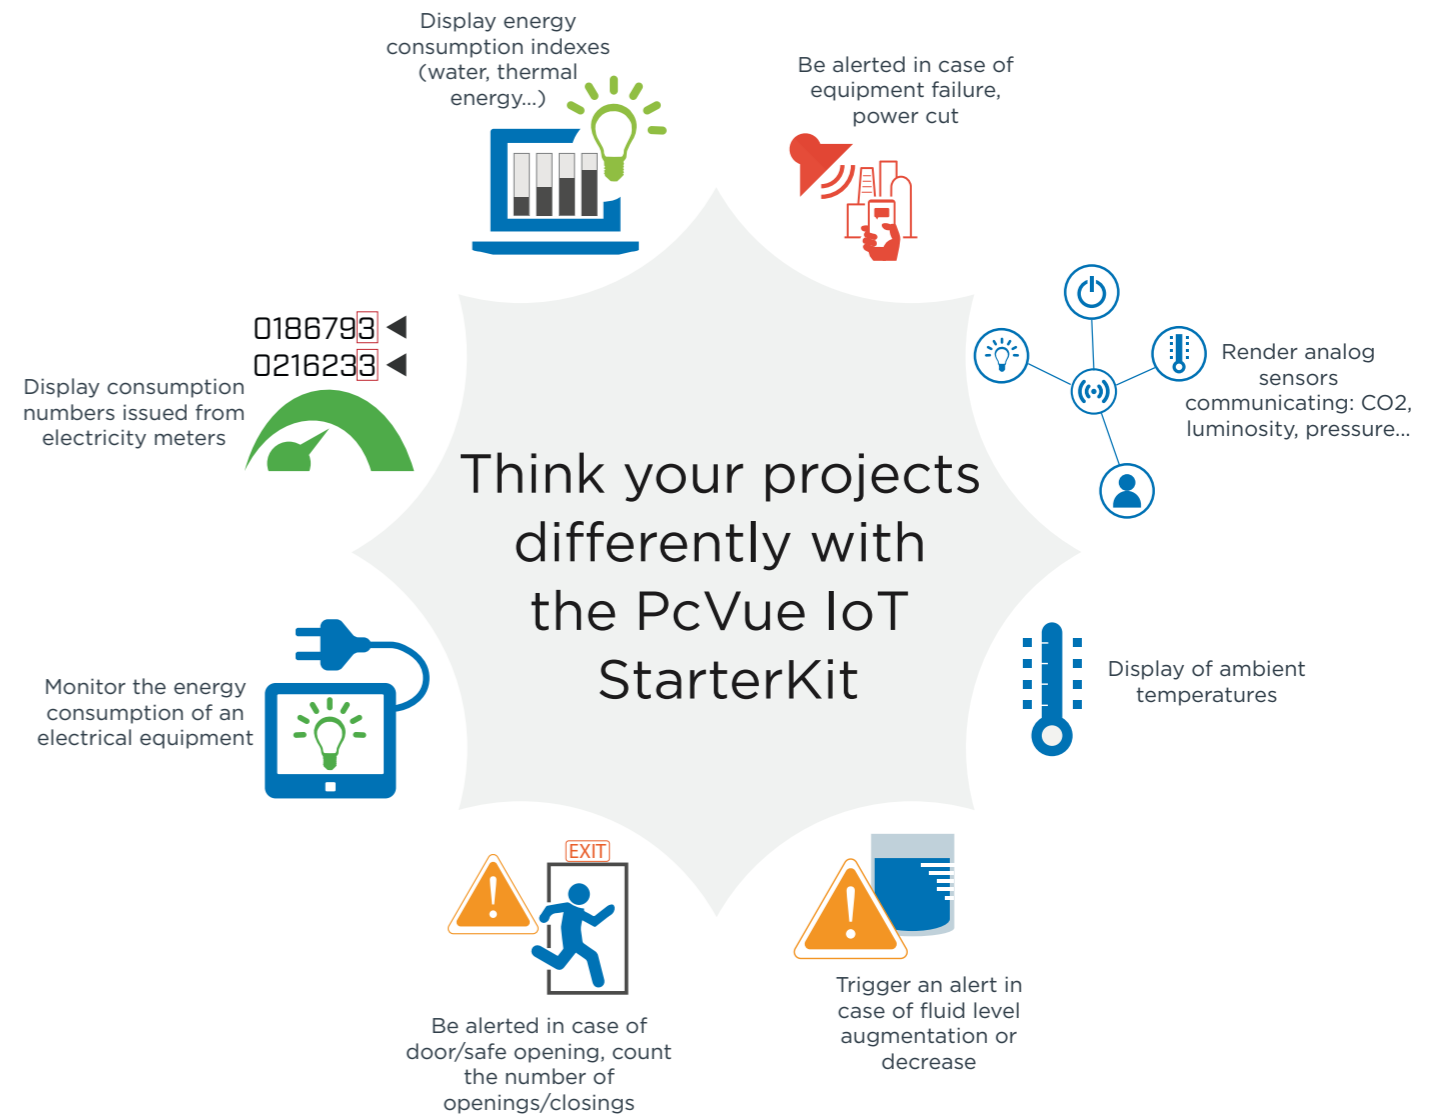 Display energy
consumption indexes
(water, thermal
energy...)
Be alerted in case of
equipment failure,
power cut
0186793
0216233
Display consumption
numbers issued from
electricity meters
Render analog
sensors
communicating: CO2,
luminosity, pressure...
Think your projects
differently with
the PcVue IoT
StarterKit
Monitor the energy
consumption of an
electrical equipment
Display of ambient
temperatures
EXIT
Be alerted in case of
door/safe opening, count
the number of
openings/closings
Trigger an alert in
case of fluid level
augmentation or
decrease